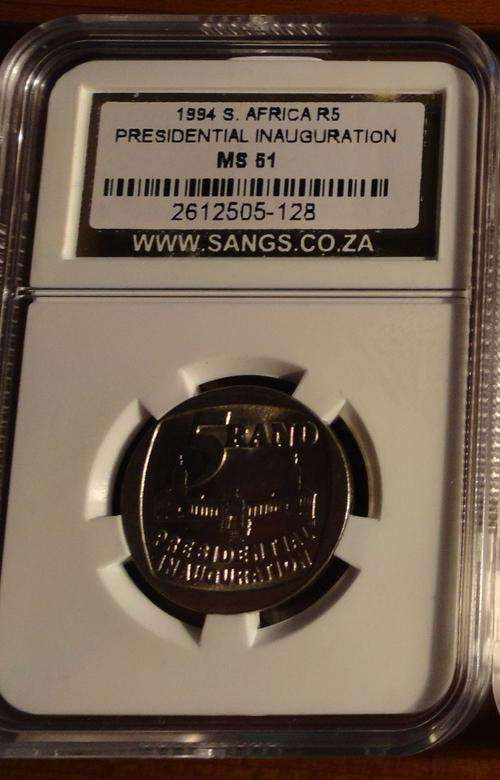 1994 S. AFRICA R5
PRESIDENTIAL INAUGURATION
MS 61
2612505-128
WWW.SANGS.CO.ZA
5 RAND
PRESIDENTIAL
INAUGURATION